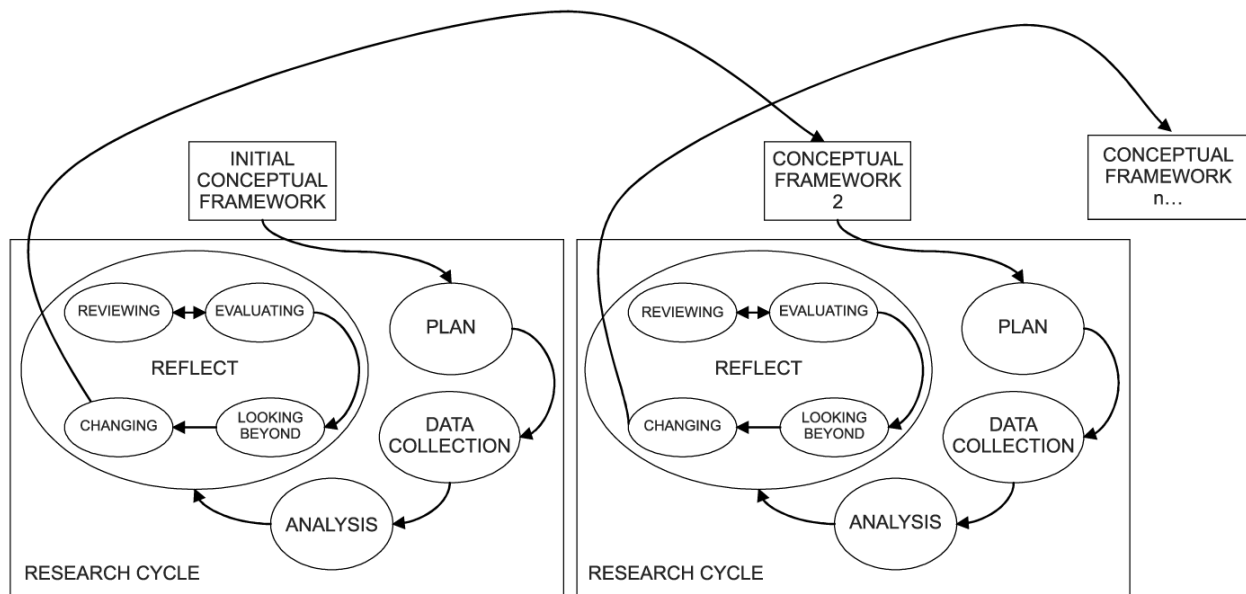 INITIAL
CONCEPTUAL
FRAMEWORK
CONCEPTUAL
FRAMEWORK
2
CONCEPTUAL
FRAMEWORK
n...
REVIEWING
EVALUATING
REFLECT
CHANGING
LOOKING
BEYOND
PLAN
DATA
COLLECTION
ANALYSIS
RESEARCH CYCLE
REVIEWING
EVALUATING
REFLECT
CHANGING
LOOKING
BEYOND
PLAN
DATA
COLLECTION
ANALYSIS
RESEARCH CYCLE